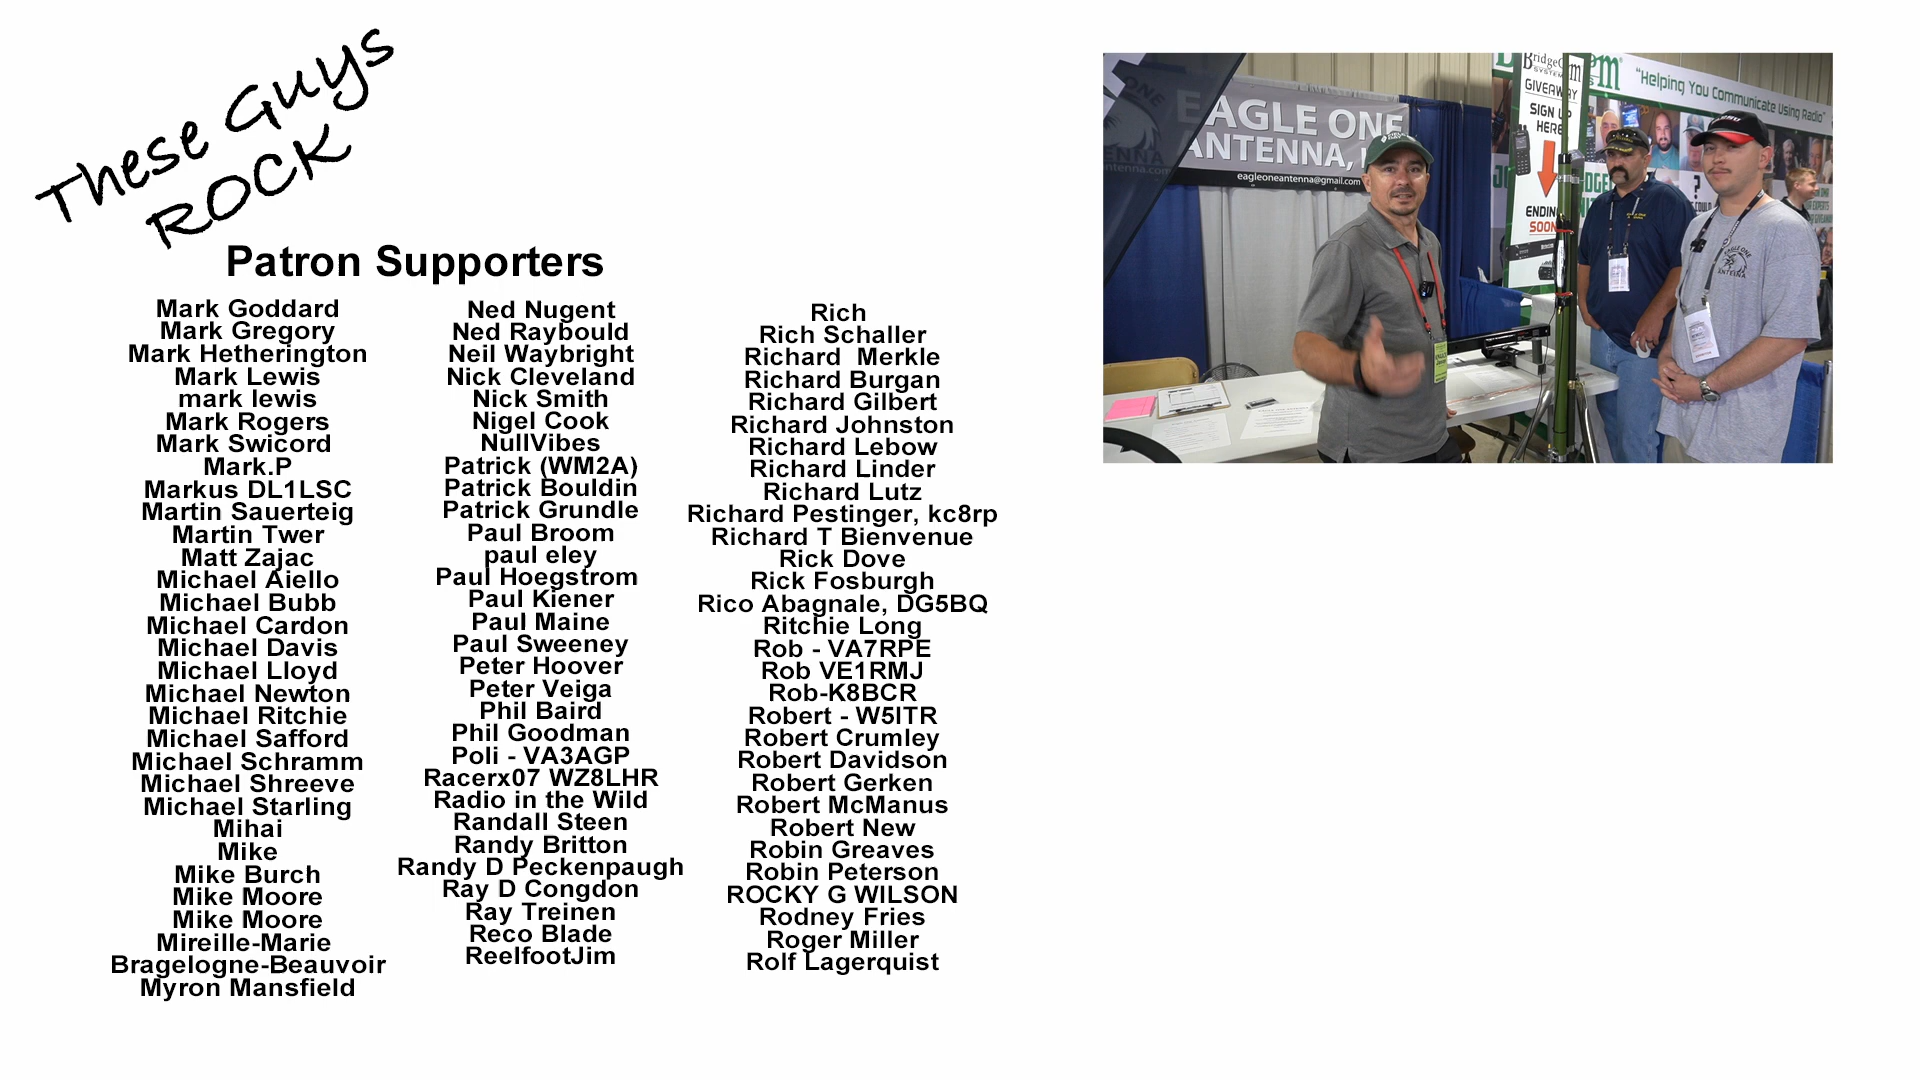 These Guys
ROCK
Patron Supporters
Mark Goddard
Mark Gregory
Mark Hetherington
Mark Lewis
mark lewis
Mark Rogers
Mark Swicord
Mark.P
Markus DL1LSC
Martin Sauerteig
Martin Twer
Matt Zajac
Michael Aiello
Michael Bubb
Michael Cardon
Michael Davis
Michael Lloyd
Michael Newton
Michael Ritchie
Michael Safford
Michael Schramm
Michael Shreeve
Michael Starling
Mihai
Mike
Mike Burch
Mike Moore
Mike Moore
Mireille-Marie
Bragelogne-Beauvoir
Myron Mansfield
Ned Nugent
Ned Raybould
Neil Waybright
Nick Cleveland
Nick Smith
Nigel Cook
NullVibes
Patrick (WM2A)
Patrick Bouldin
Patrick Grundle
Paul Broom
paul eley
Paul Hoegstrom
Paul Kiener
Paul Maine
Paul Sweeney
Peter Hoover
Peter Veiga
Phil Baird
Phil Goodman
Poli - VA3AGP
Racerx07 WZ8LHR
Radio in the Wild
Randall Steen
Randy Britton
Randy D Peckenpaugh
Ray D Congdon
Ray Treinen
Reco Blade
ReelfootJim
Rich
Rich Schaller
Richard  Merkle
Richard Burgan
Richard Gilbert
Richard Johnston
Richard Lebow
Richard Linder
Richard Lutz
Richard Pestinger, kc8rp
Richard T Bienvenue
Rick Dove
Rick Fosburgh
Rico Abagnale, DG5BQ
Ritchie Long
Rob - VA7RPE
Rob VE1RMJ
Rob-K8BCR
Robert - W5ITR
Robert Crumley
Robert Davidson
Robert Gerken
Robert McManus
Robert New
Robin Greaves
Robin Peterson
ROCKY G WILSON
Rodney Fries
Roger Miller
Rolf Lagerquist
EAGLE ONE
ANTENNA,
eagleoneantenna@gmail.com
GIVEAWAY
SIGN UP
HERE
ENDING
SOON
"Helping You Communicate Using Radio"
EAGLE ONE
ANTENNA